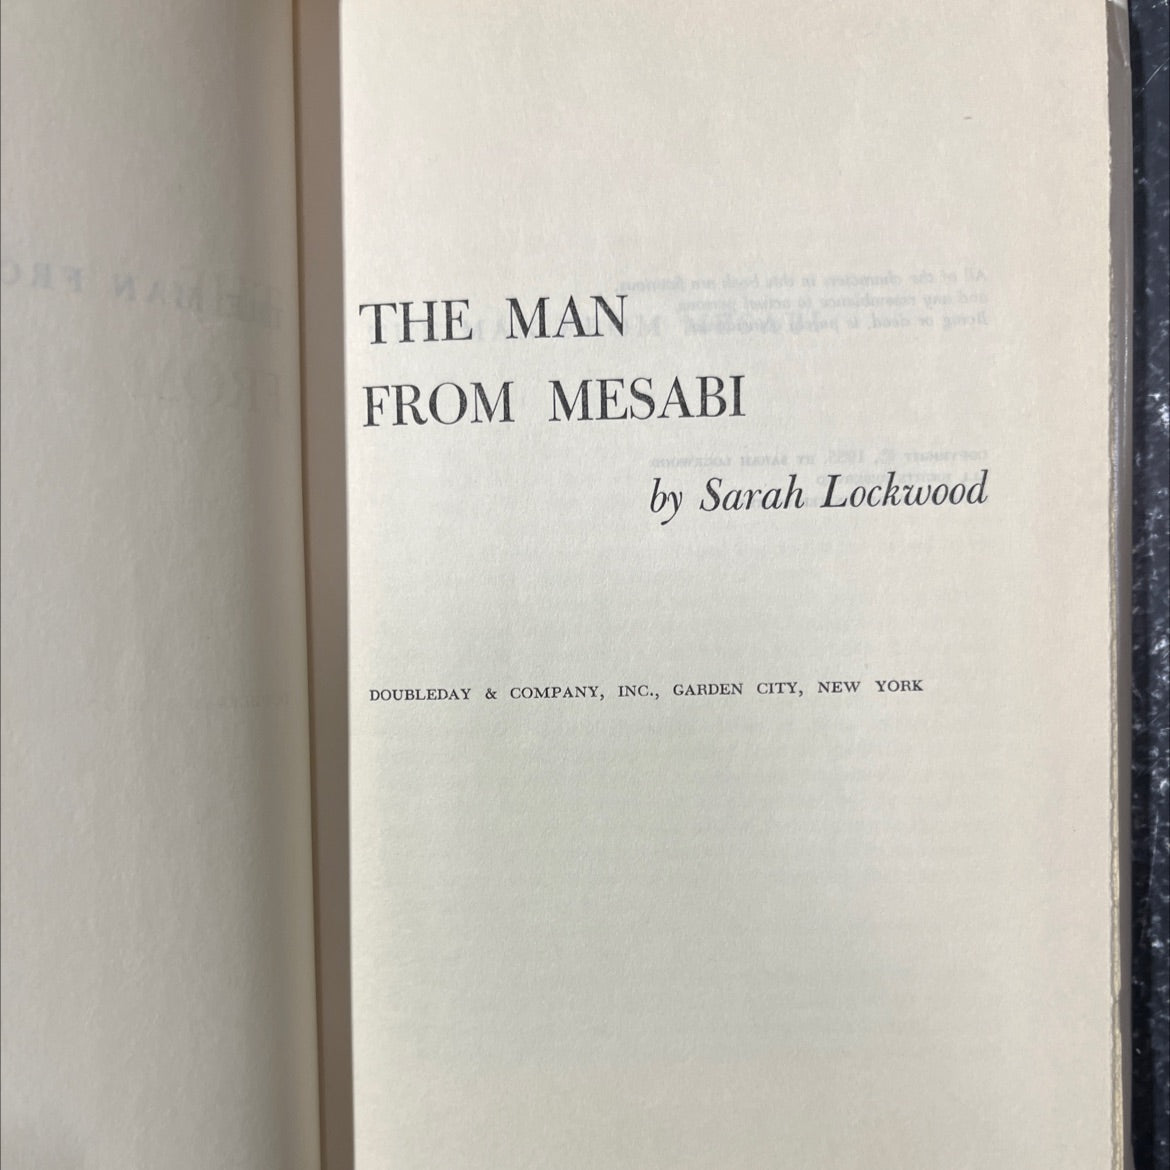 THE MAN
FROM MESABI
by Sarah Lockwood
DOUBLEDAY & COMPANY, INC., GARDEN CITY, NEW YORK